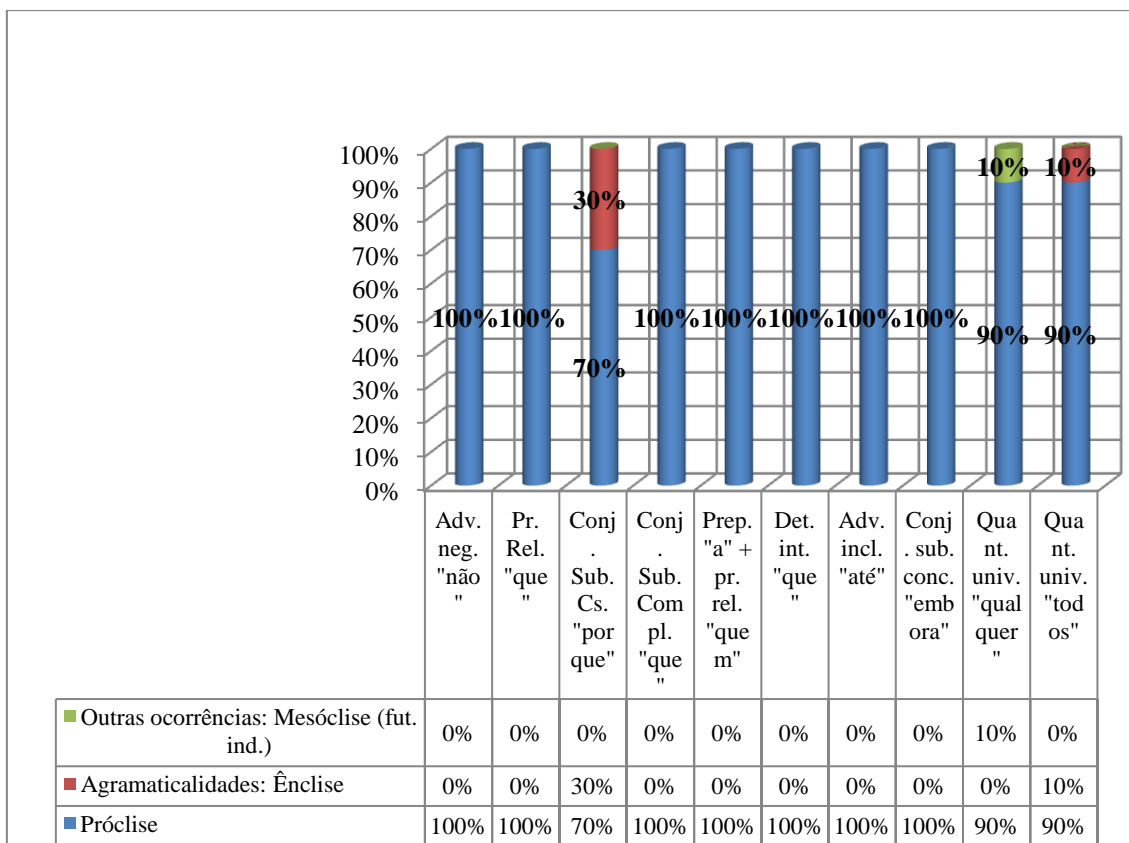 100%
90%
80%
70%
60%
50%
40%
30%
20%
10%
0%
100%
100%
30%
70%
100%
100%
100%
100%
100%
10%
90%
10%
90%
Adv. neg. "não "
Pr. Rel. "que "
Conj . Sub. Cs. "por que"
Conj . Sub. Com pl. "que "
Prep. "a" + pr. rel. "que m"
Det. int. "que "
Adv. incl. "até"
Conj . sub. conc. "emb ora"
Qua nt. univ. "qual quer "
Qua nt. univ. "tod os"
Outras ocorrências: Mesóclise (fut. ind.) 0% 0% 0% 0% 0% 0% 0% 0% 10% 0%
Agramaticalidades: Ênclise 0% 0% 30% 0% 0% 0% 0% 0% 0% 10%
Próclise 100% 100% 70% 100% 100% 100% 100% 100% 90% 90%